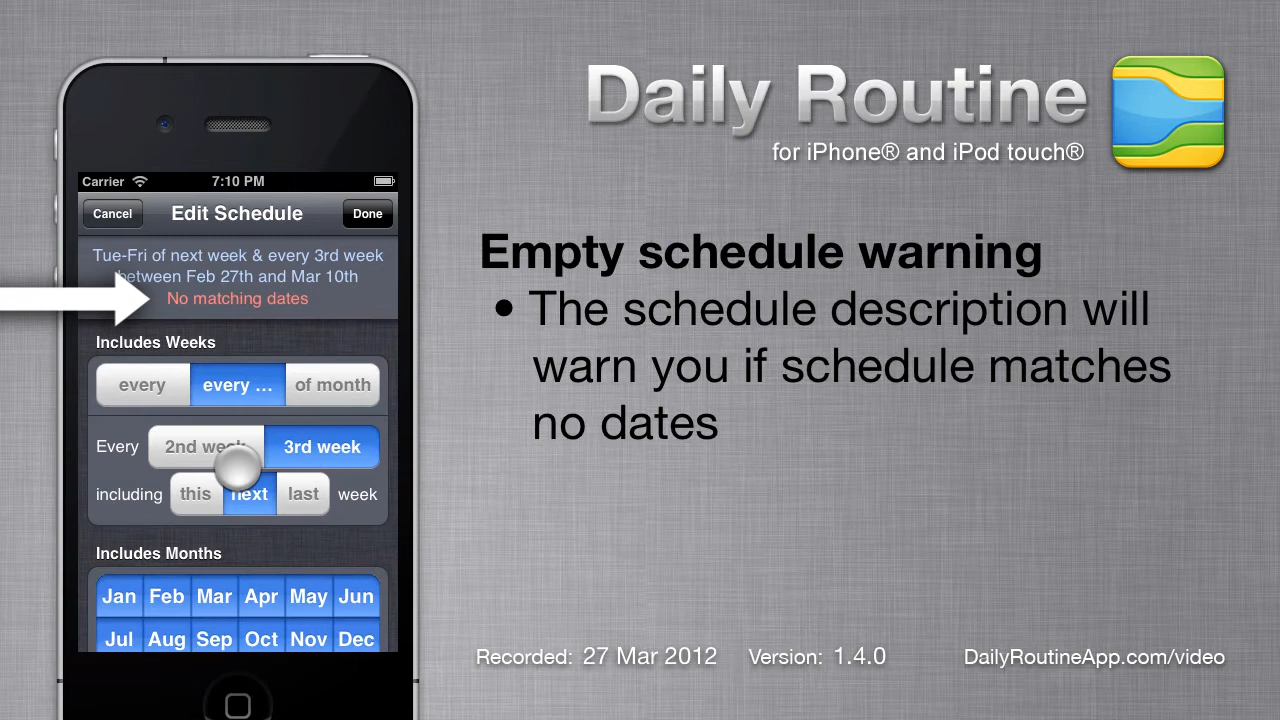 Daily Routine
for iPhone® and iPod touch®
Carrier 7:10 PM
Cancel Edit Schedule Done
Tue-Fri of next week & every 3rd week
between Feb 27th and Mar 10th
No matching dates
Includes Weeks
every every ... of month
Every 2nd week 3rd week
including this next last week
Includes Months
Jan Feb Mar Apr May Jun
Jul Aug Sep Oct Nov Dec
Empty schedule warning
• The schedule description will
warn you if schedule matches
no dates
Recorded: 27 Mar 2012 Version: 1.4.0 DailyRoutineApp.com/video